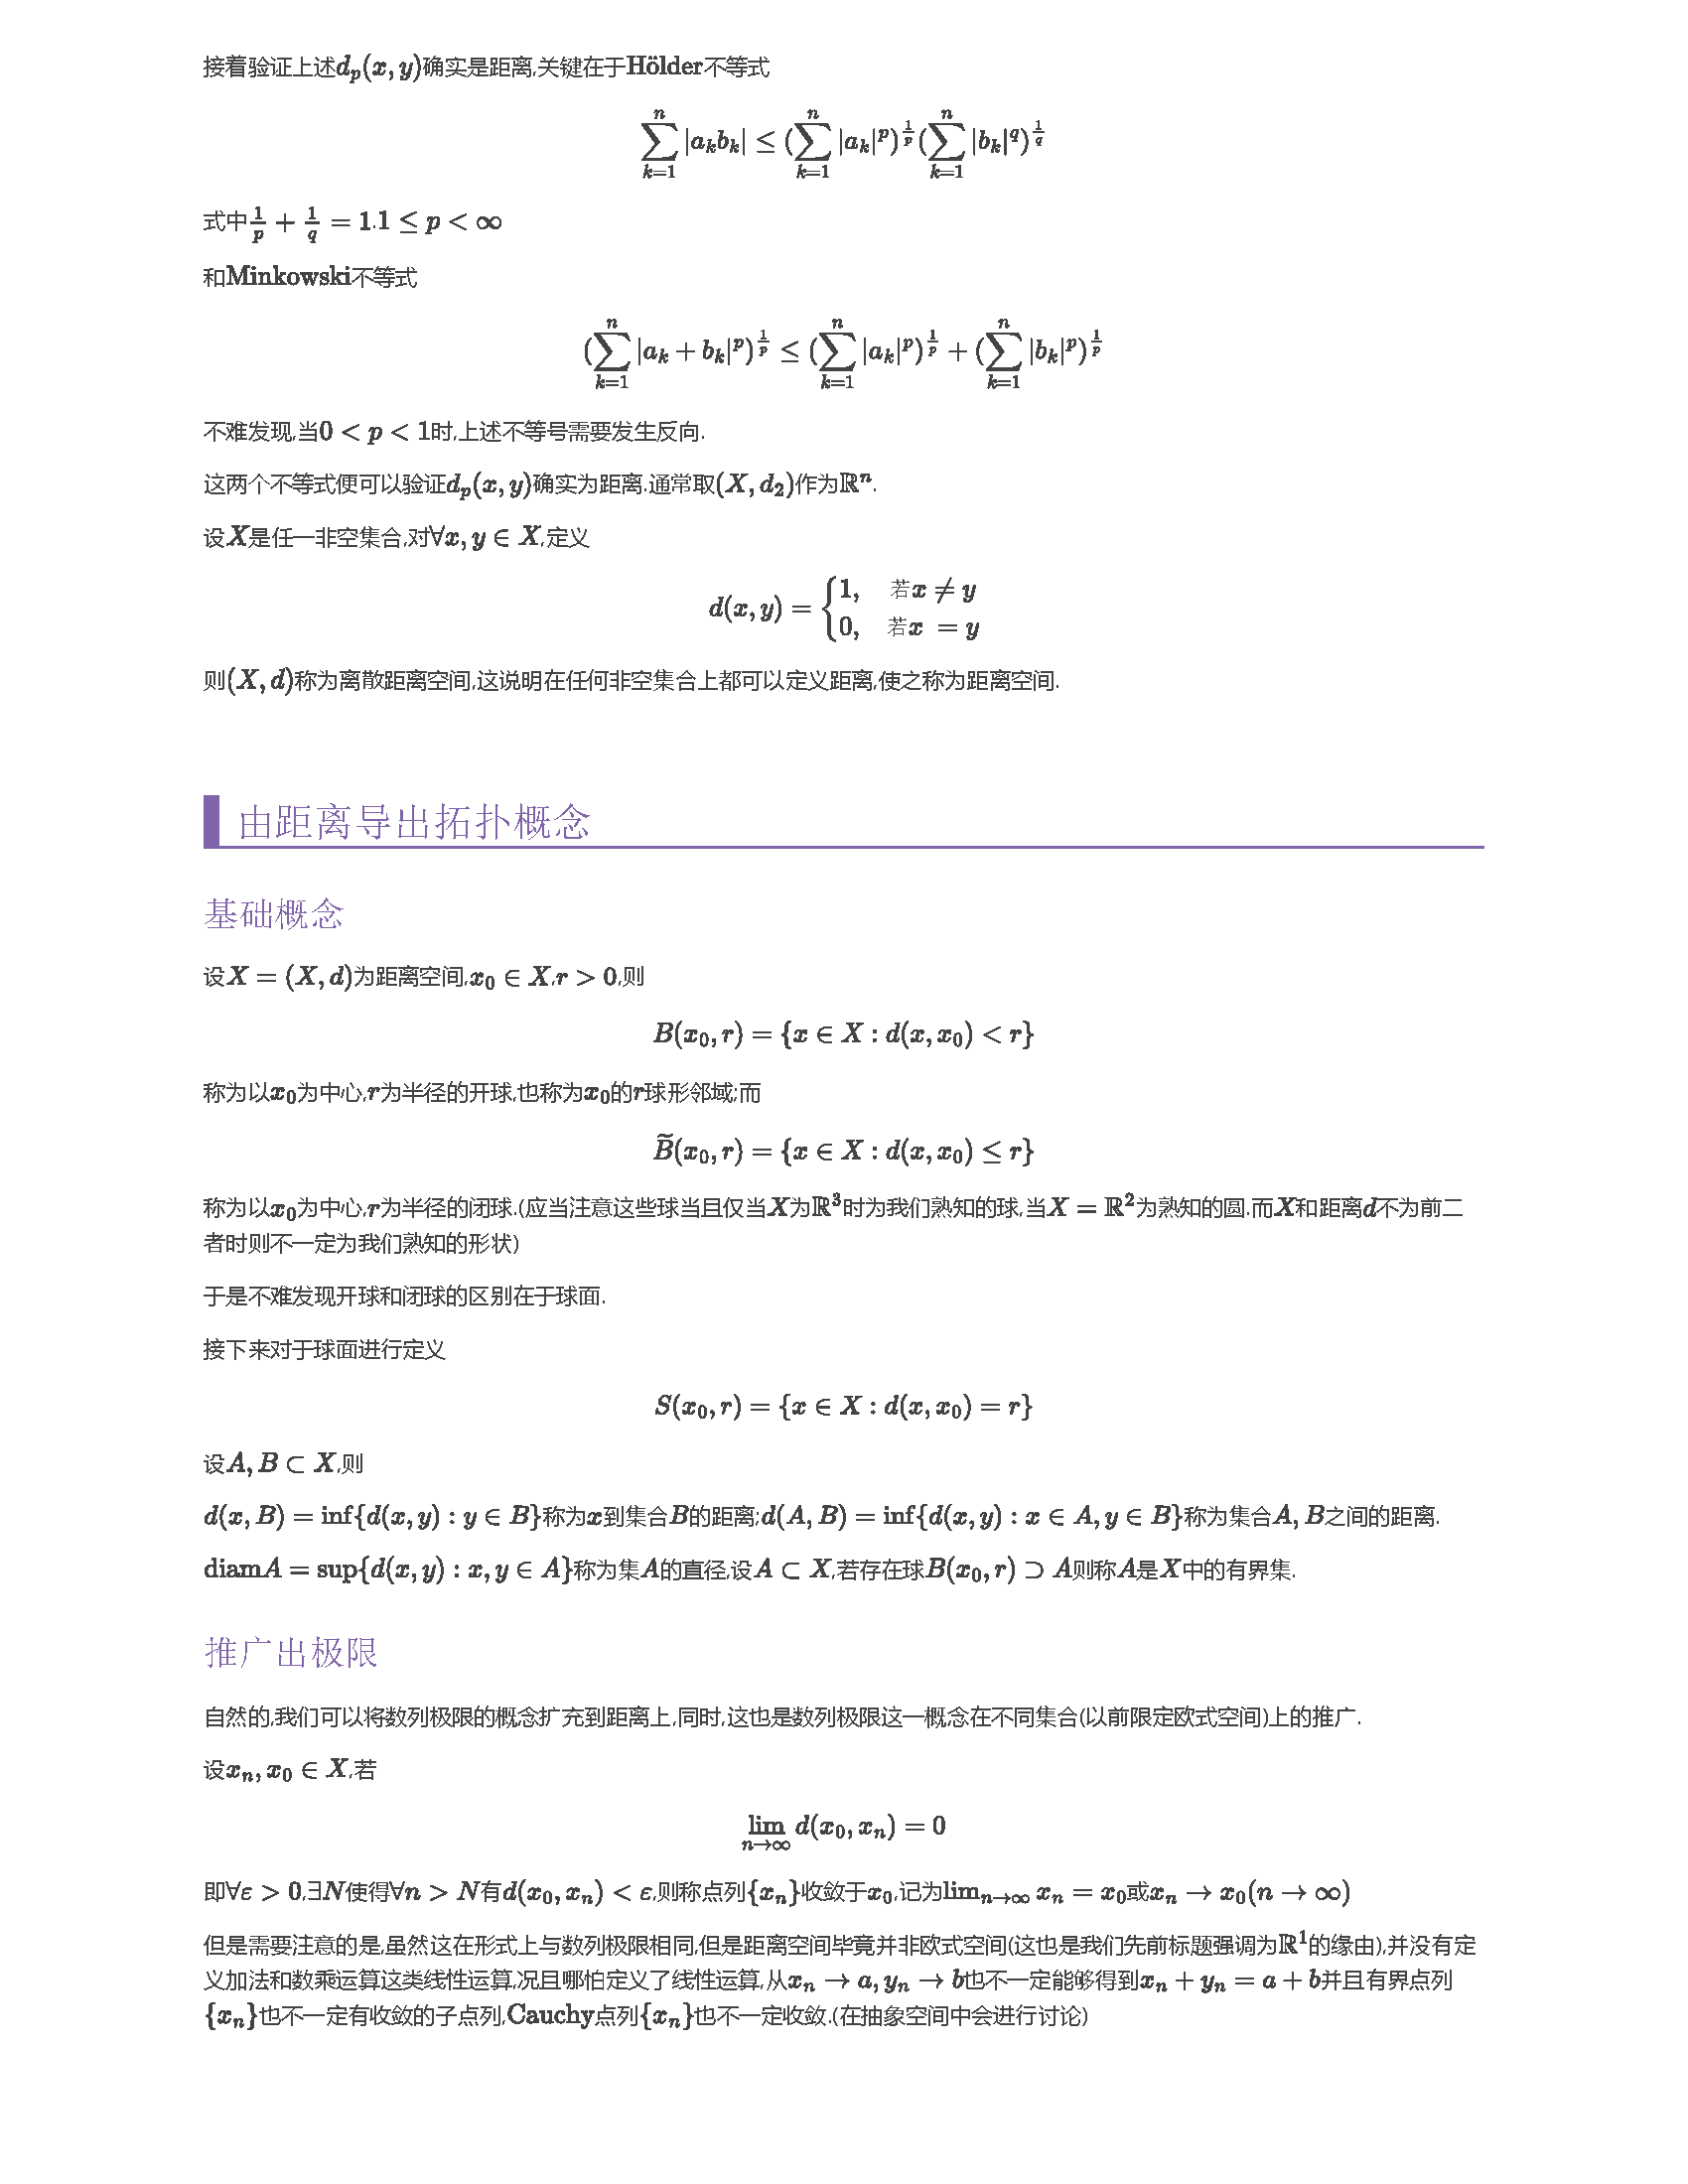 接着验证上述$d_p(x,y)$确实是距离,关键在于Hölder不等式
$$\sum_{k=1}^{n}|a_kb_k| \leq (\sum_{k=1}^{n}|a_k|^p)^{\frac{1}{p}}(\sum_{k=1}^{n}|b_k|^q)^{\frac{1}{q}}$$
式中$\frac{1}{p}+\frac{1}{q}=1$.$1 \leq p < \infty$
和Minkowski不等式
$$(\sum_{k=1}^{n}|a_k+b_k|^p)^{\frac{1}{p}} \leq (\sum_{k=1}^{n}|a_k|^p)^{\frac{1}{p}}+(\sum_{k=1}^{n}|b_k|^p)^{\frac{1}{p}}$$
不难发现,当$0<p<1$时,上述不等号需要发生反向.
这两个不等式便可以验证$d_p(x,y)$确实为距离.通常取$(X,d_2)$作为$\mathbb{R}^n$.
设$X$是任一非空集合,对$\forall x,y \in X$,定义
$$d(x,y)=\begin{cases}1, & 若x \neq y \\ 0, & 若x\ =y\end{cases}$$
则$(X,d)$称为离散距离空间,这说明在任何非空集合上都可以定义距离,使之称为距离空间.
由距离导出拓扑概念
基础概念
设$X=(X,d)$为距离空间,$x_0 \in X$,$r>0$,则
$$B(x_0,r)=\{x \in X : d(x,x_0)<r\}$$
称为以$x_0$为中心,$r$为半径的开球,也称为$x_0$的$r$球形邻域;而
$$\widetilde{B}(x_0,r)=\{x \in X : d(x,x_0) \leq r\}$$
称为以$x_0$为中心,$r$为半径的闭球.(应当注意这些球当且仅当$X$为$\mathbb{R}^3$时为我们熟知的球,当$X=\mathbb{R}^2$为熟知的圆.而$X$和距离$d$不为前二
者时则不一定为我们熟知的形状)
于是不难发现开球和闭球的区别在于球面.
接下来对于球面进行定义
$$S(x_0,r)=\{x \in X : d(x,x_0)=r\}$$
设$A,B \subset X$,则
$d(x,B)=\inf\{d(x,y):y \in B\}$称为$x$到集合$B$的距离;$d(A,B)=\inf\{d(x,y):x \in A,y \in B\}$称为集合$A,B$之间的距离.
$\mathrm{diam}A=\sup\{d(x,y):x,y \in A\}$称为集$A$的直径,设$A \subset X$,若存在球$B(x_0,r) \supset A$则称$A$是$X$中的有界集.
推广出极限
自然的,我们可以将数列极限的概念扩充到距离上,同时,这也是数列极限这一概念在不同集合(以前限定欧式空间)上的推广.
设$x_n,x_0 \in X$,若
$$\lim_{n \to \infty} d(x_0,x_n)=0$$
即$\forall \varepsilon>0$,$\exists N$使得$\forall n>N$有$d(x_0,x_n)<\varepsilon$,则称点列$\{x_n\}$收敛于$x_0$,记为$\lim_{n \to \infty} x_n=x_0$或$x_n \to x_0(n \to \infty)$
但是需要注意的是,虽然这在形式上与数列极限相同,但是距离空间毕竟并非欧式空间(这也是我们先前标题强调为$\mathbb{R}^1$的缘由),并没有定
义加法和数乘运算这类线性运算,况且哪怕定义了线性运算,从$x_n \to a,y_n \to b$也不一定能够得到$x_n+y_n=a+b$并且有界点列
$\{x_n\}$也不一定有收敛的子点列,Cauchy点列$\{x_n\}$也不一定收敛.(在抽象空间中会进行讨论)